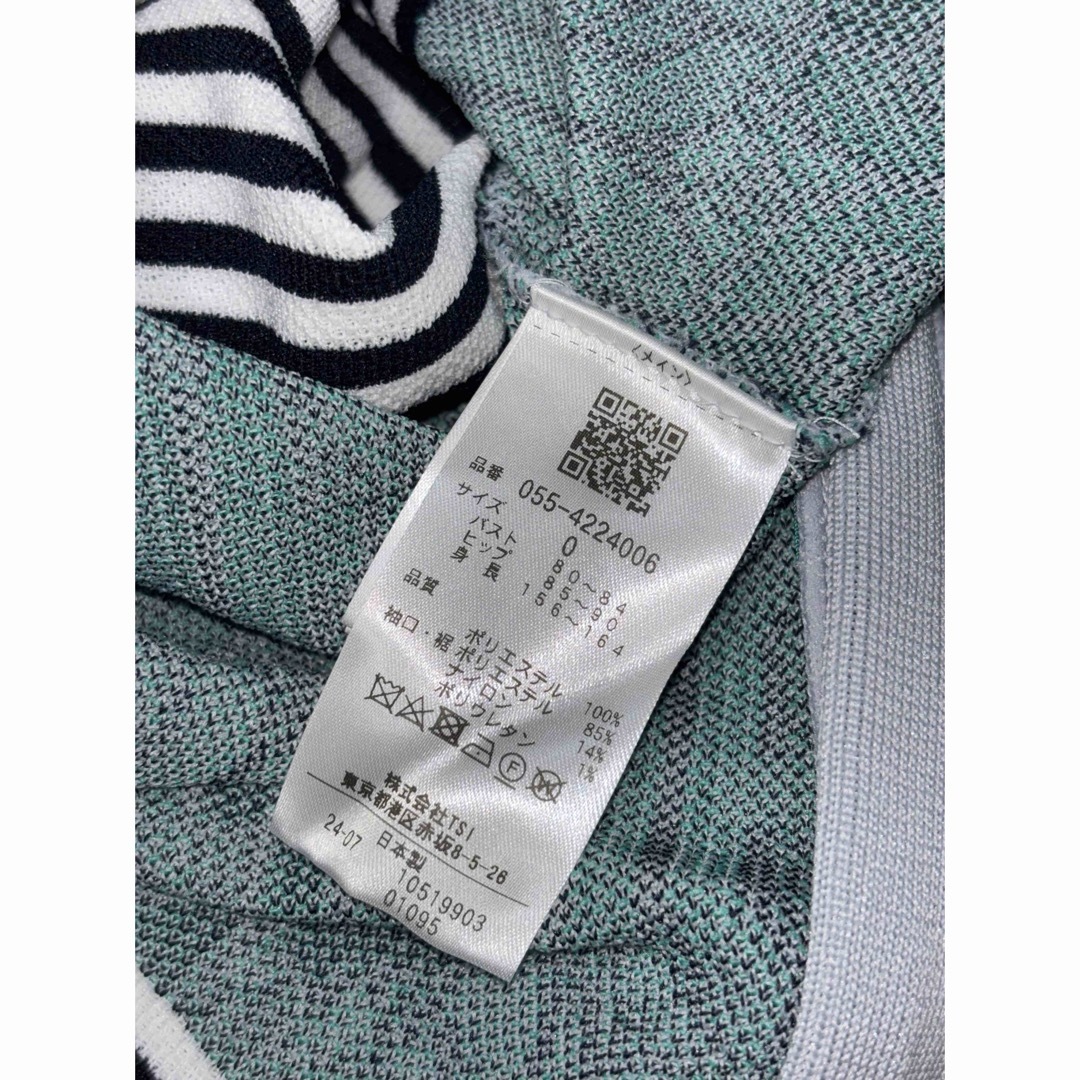 〈メイン〉
品番 055-4224006
サイズ 0
バスト 80～84
ヒップ 85～90
身長 156～164
品質
ポリエステル 100%
袖口・裾 ポリエステル 85%
ナイロン 14%
ポリウレタン 1%
株式会社TSI
東京都港区赤坂8-5-26
24-07 日本製
10519903
01095